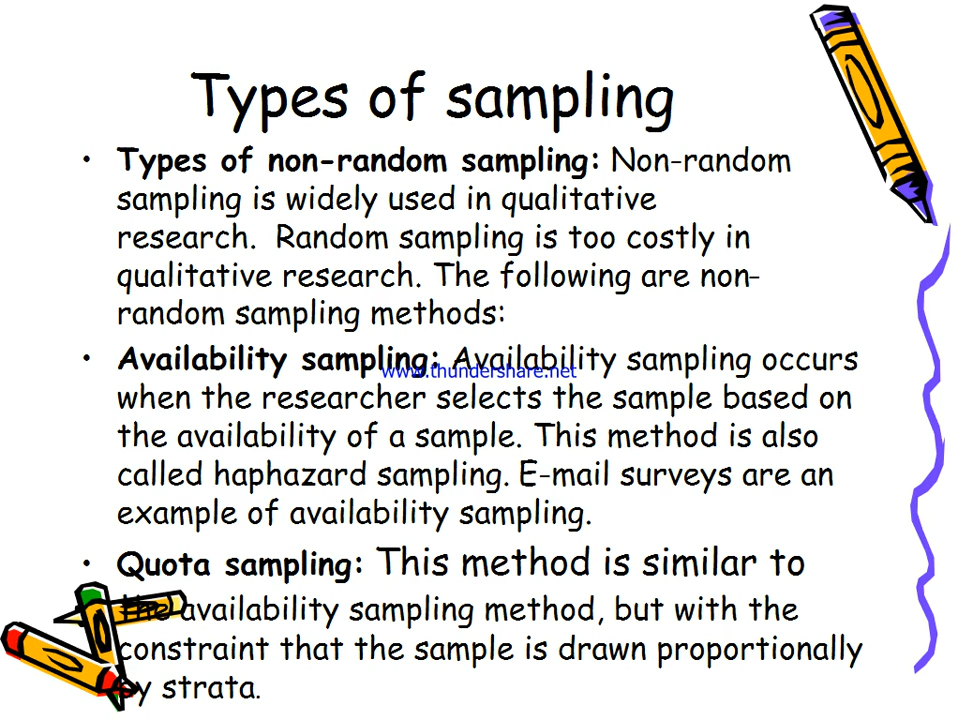 Types of sampling
• Types of non-random sampling: Non-random
sampling is widely used in qualitative
research.  Random sampling is too costly in
qualitative research. The following are non-
random sampling methods:
• Availability sampling: Availability sampling occurs
www.thundershare.net
when the researcher selects the sample based on
the availability of a sample. This method is also
called haphazard sampling. E-mail surveys are an
example of availability sampling.
• Quota sampling: This method is similar to
the availability sampling method, but with the
constraint that the sample is drawn proportionally
by strata.